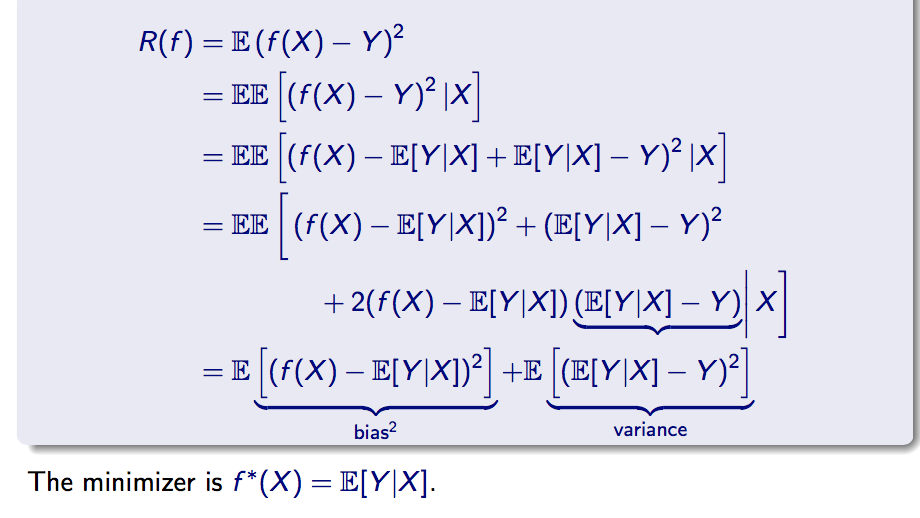 R(f) = 𝔼(f(X) − Y)²
= 𝔼𝔼[(f(X) − Y)² |X]
= 𝔼𝔼[(f(X) − 𝔼[Y|X] + 𝔼[Y|X] − Y)² |X]
= 𝔼𝔼[(f(X) − 𝔼[Y|X])² + (𝔼[Y|X] − Y)²
+ 2(f(X) − 𝔼[Y|X])(𝔼[Y|X] − Y)|X]
= 𝔼[(f(X) − 𝔼[Y|X])²] +𝔼[(𝔼[Y|X] − Y)²]
bias² variance
The minimizer is f*(X) = 𝔼[Y|X].